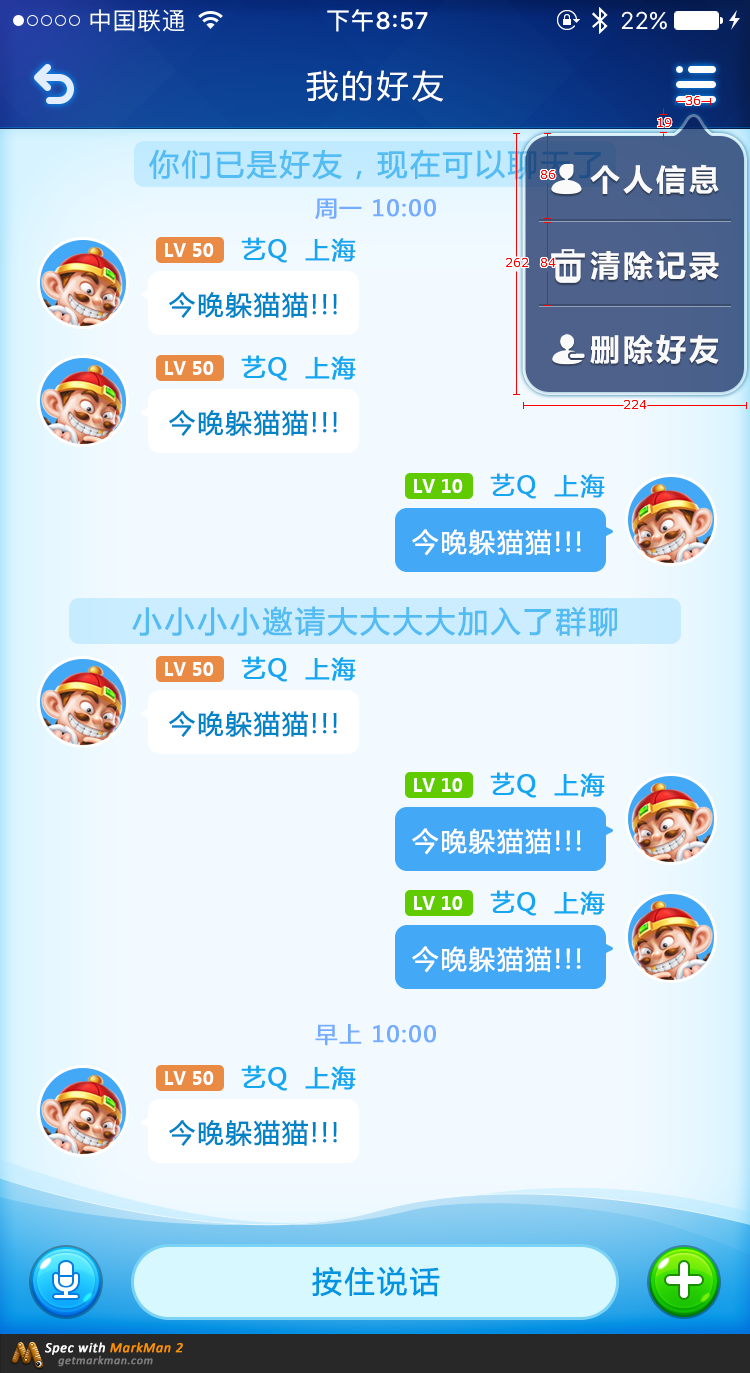 中国联通 下午8:57 22%
我的好友
36
19
你们已是好友，现在可以聊天了
86 个人信息
周一 10:00
LV 50 艺Q 上海
262 84 清除记录
今晚躲猫猫!!!
删除好友
LV 50 艺Q 上海
224
今晚躲猫猫!!!
LV 10 艺Q 上海
今晚躲猫猫!!!
小小小小邀请大大大大加入了群聊
LV 50 艺Q 上海
今晚躲猫猫!!!
LV 10 艺Q 上海
今晚躲猫猫!!!
LV 10 艺Q 上海
今晚躲猫猫!!!
早上 10:00
LV 50 艺Q 上海
今晚躲猫猫!!!
按住说话
Spec with MarkMan 2
getmarkman.com